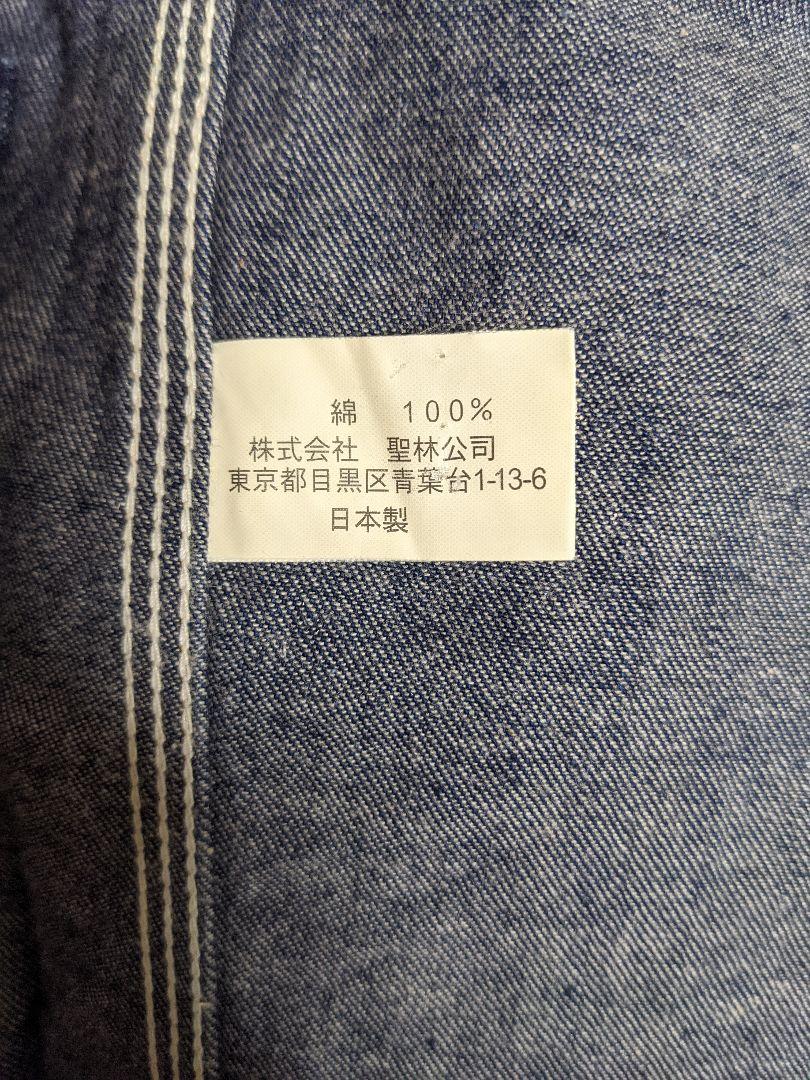 綿 100%
株式会社 聖林公司
東京都目黒区青葉台1-13-6
日本製